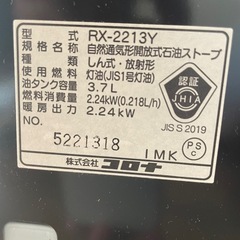 型式 RX-2213Y
種類 自然通気形開放式石油ストーブ
しん式・放射形
使用燃料 灯油(JIS1号灯油)
油タンク容量 3.7L
燃料消費量 2.24kW(0.218L/h)
暖房出力 2.24kW
NO. 5221318
認証
JHIA
JIS S 2019
IMK
PSC
株式会社コロナ